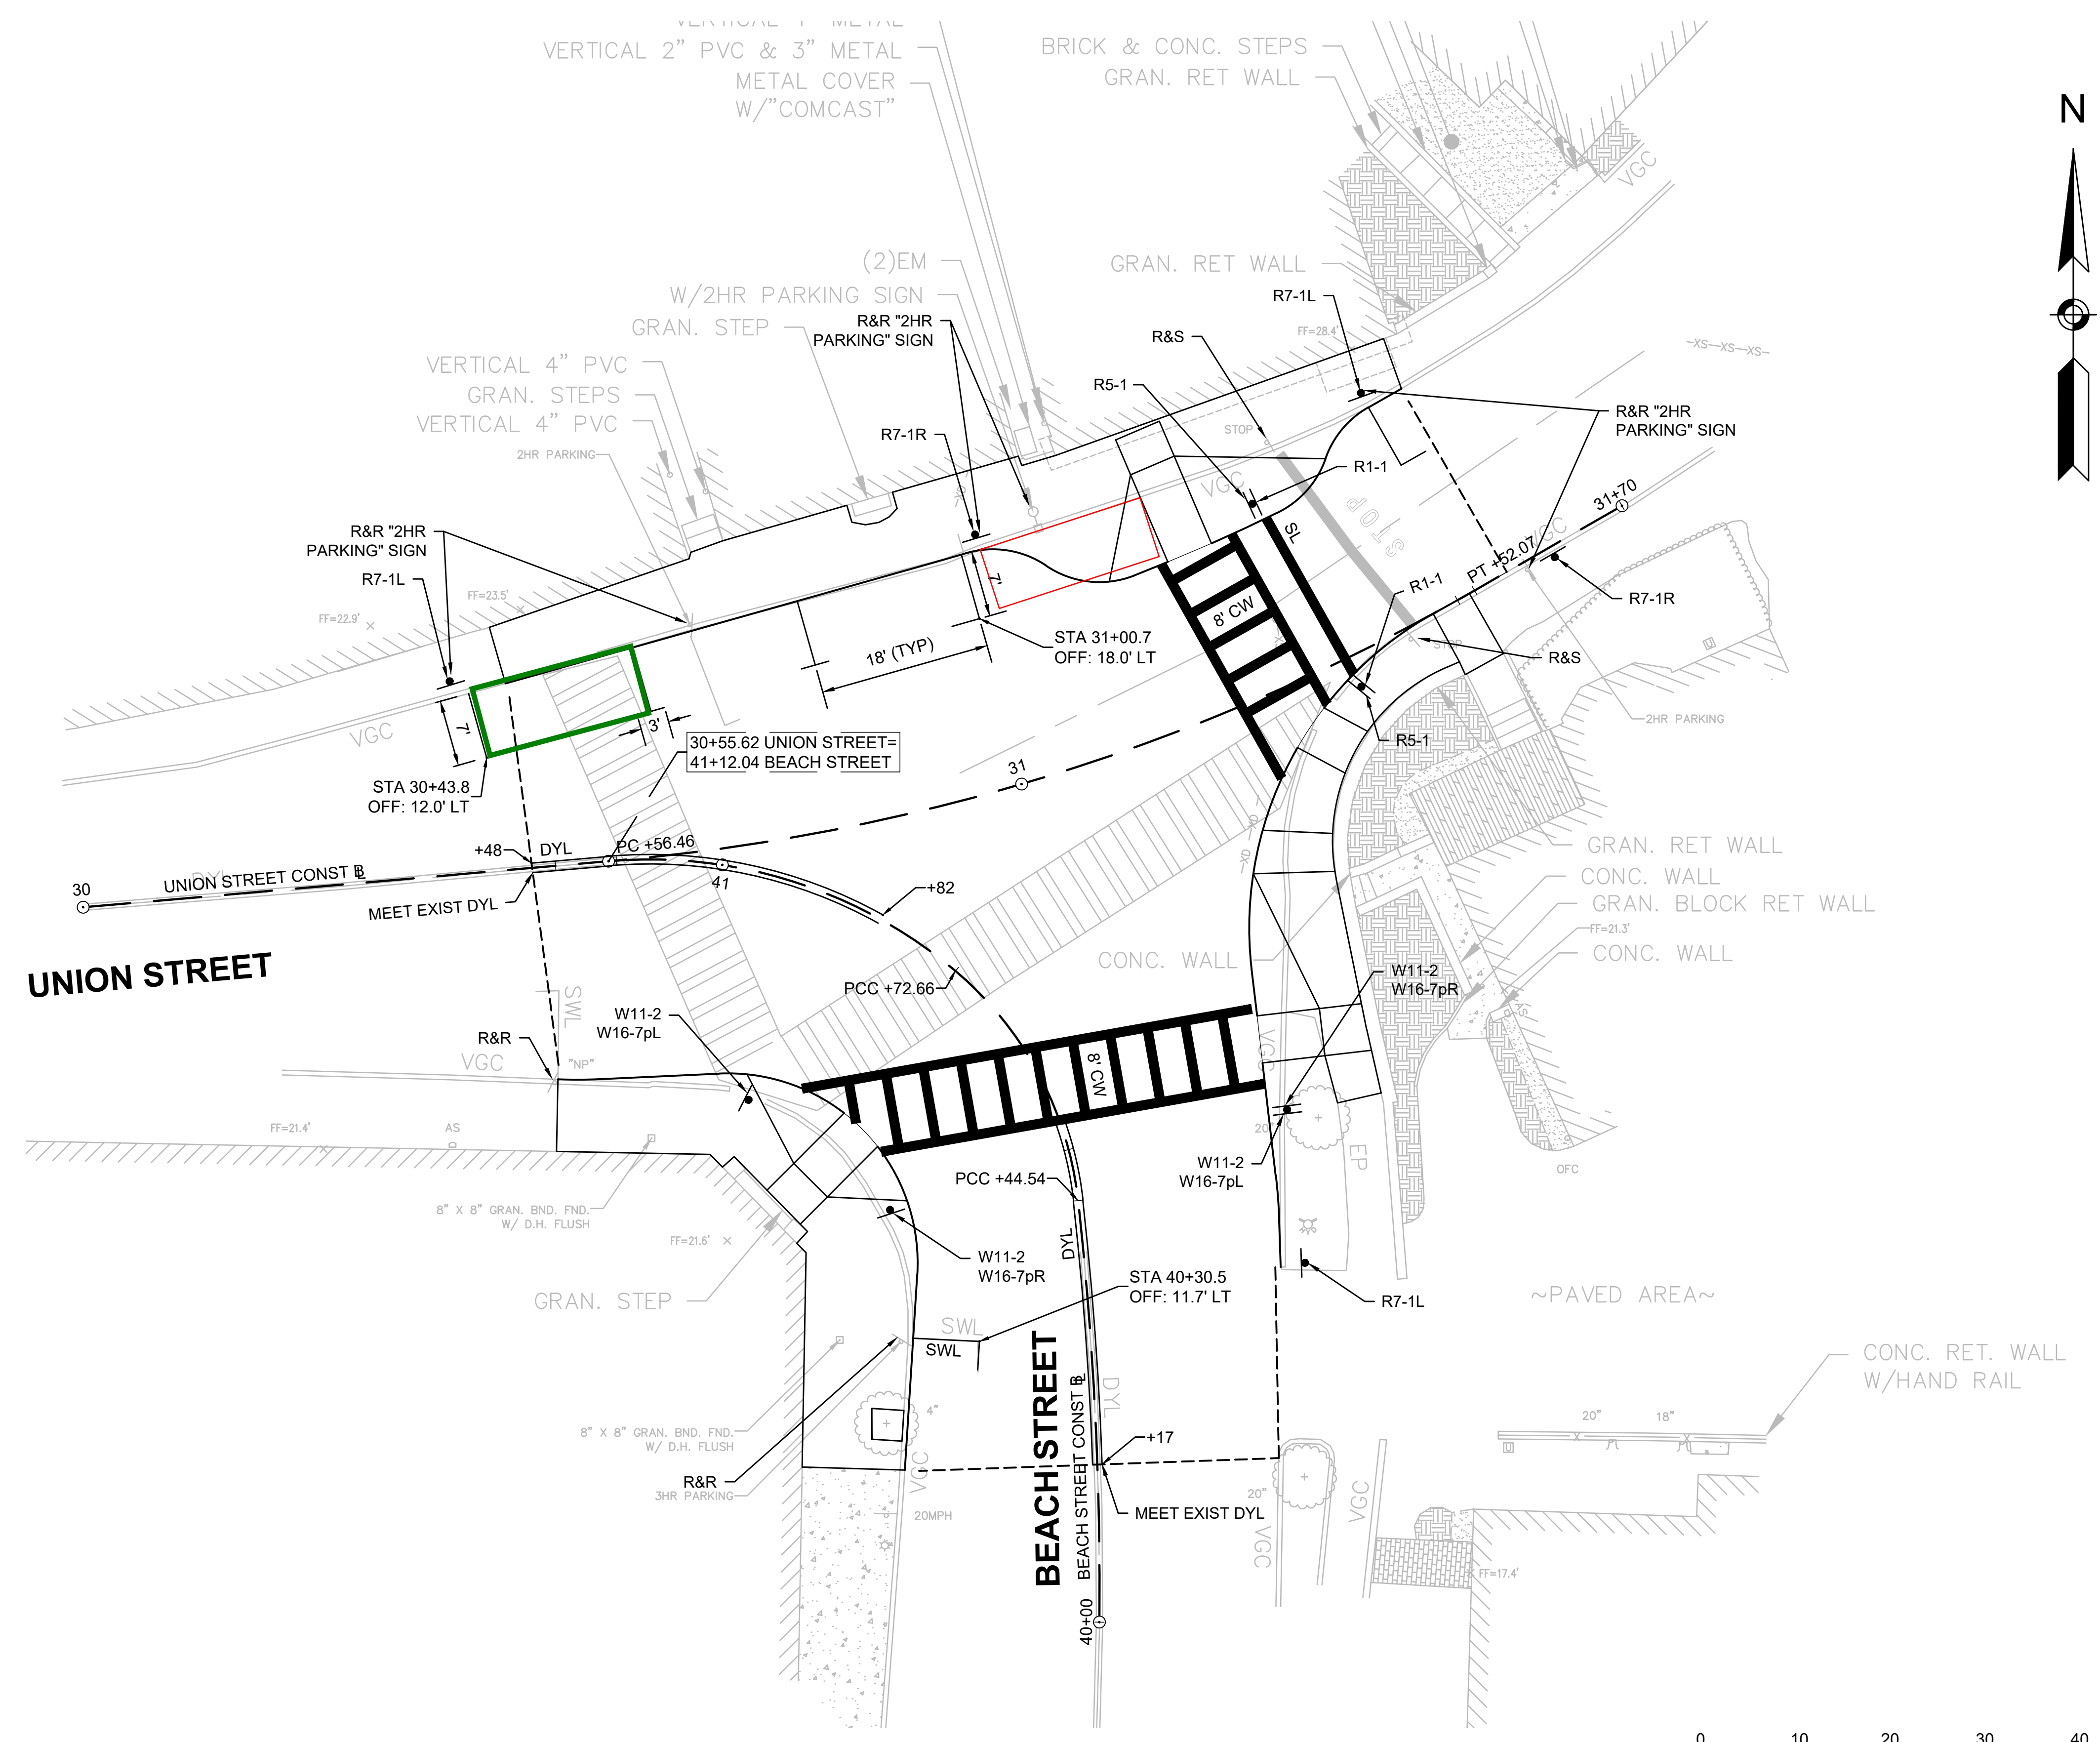 VERTICAL 2" PVC & 3" METAL
METAL COVER
W/"COMCAST"
BRICK & CONC. STEPS
GRAN. RET WALL
N
VGC
(2)EM
W/2HR PARKING SIGN
GRAN. STEP
R&R "2HR
PARKING" SIGN
GRAN. RET WALL
R7-1L
FF=28.4'
R&S
R5-1
-XS-XS-XS-
VERTICAL 4" PVC
GRAN. STEPS
VERTICAL 4" PVC
2HR PARKING
R7-1R
STOP
R1-1
R&R "2HR
PARKING" SIGN
VGC
SL
STOP
31+70
VGC
PT +52.07
R&R "2HR
PARKING" SIGN
R7-1L
FF=23.5'
FF=22.9'
7'
18' (TYP)
STA 31+00.7
OFF: 18.0' LT
8' CW
R1-1
R7-1R
STOP
R&S
2HR PARKING
R5-1
VGC
7'
3'
30+55.62 UNION STREET=
41+12.04 BEACH STREET
STA 30+43.8
OFF: 12.0' LT
31
+48
DYL
PC +56.46
41
+82
30
DYL
UNION STREET CONST BL
MEET EXIST DYL
XD
GRAN. RET WALL
CONC. WALL
GRAN. BLOCK RET WALL
FF=21.3'
CONC. WALL
CONC. WALL
UNION STREET
SWL
PCC +72.66
W11-2
W16-7pR
W11-2
W16-7pL
R&R
VGC
"NP"
8' CW
VGC
AS
FF=21.4'
AS
20"
EP
OFC
W11-2
W16-7pL
PCC +44.54
8" X 8" GRAN. BND. FND.
W/ D.H. FLUSH
FF=21.6'
W11-2
W16-7pR
DYL
STA 40+30.5
OFF: 11.7' LT
R7-1L
GRAN. STEP
~PAVED AREA~
SWL
SWL
BEACH STREET
BEACH STREET CONST BL
DYL
CONC. RET. WALL
W/HAND RAIL
20"
18"
4"
8" X 8" GRAN. BND. FND.
W/ D.H. FLUSH
+17
R&R
3HR PARKING
VGC
20MPH
MEET EXIST DYL
20"
VGC
VGC
FF=17.4'
40+00
0 10 20 30 40